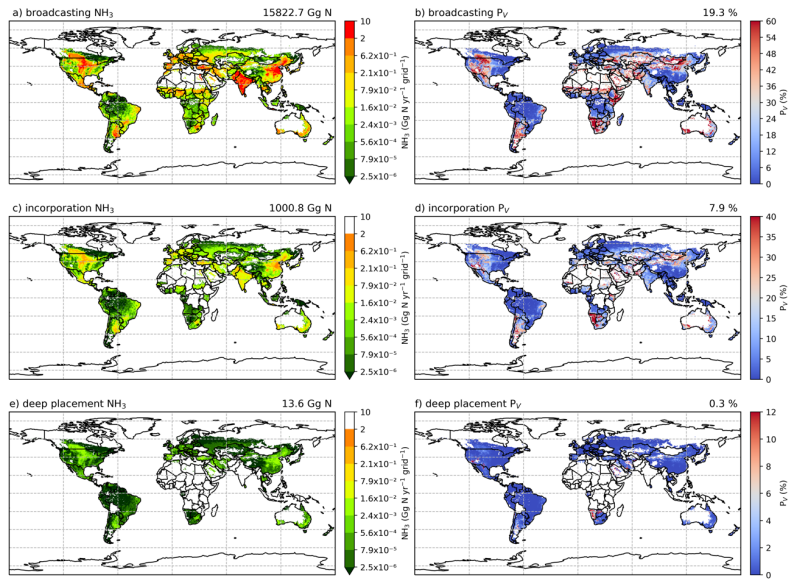 a) broadcasting NH₃ 15822.7 Gg N
10
2
6.2x10⁻¹
2.1x10⁻¹
7.9x10⁻²
1.6x10⁻²
2.4x10⁻³
5.6x10⁻⁴
7.9x10⁻⁵
2.5x10⁻⁶
NH₃ (Gg N yr⁻¹ grid⁻¹)
b) broadcasting P_V 19.3 %
60
54
48
42
36
30
24
18
12
6
0
P_V (%)
c) incorporation NH₃ 1000.8 Gg N
10
2
6.2x10⁻¹
2.1x10⁻¹
7.9x10⁻²
1.6x10⁻²
2.4x10⁻³
5.6x10⁻⁴
7.9x10⁻⁵
2.5x10⁻⁶
NH₃ (Gg N yr⁻¹ grid⁻¹)
d) incorporation P_V 7.9 %
40
35
30
25
20
15
10
5
0
P_V (%)
e) deep placement NH₃ 13.6 Gg N
10
2
6.2x10⁻¹
2.1x10⁻¹
7.9x10⁻²
1.6x10⁻²
2.4x10⁻³
5.6x10⁻⁴
7.9x10⁻⁵
2.5x10⁻⁶
NH₃ (Gg N yr⁻¹ grid⁻¹)
f) deep placement P_V 0.3 %
12
10
8
6
4
2
0
P_V (%)